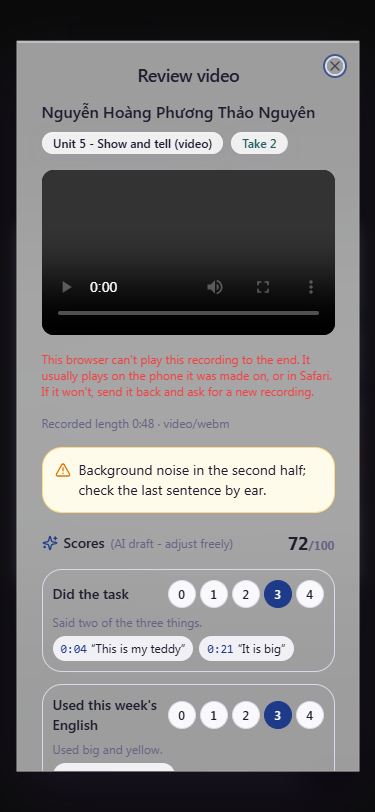 Review video
Nguyễn Hoàng Phương Thảo Nguyên
Unit 5 - Show and tell (video) Take 2
0:00
This browser can't play this recording to the end. It
usually plays on the phone it was made on, or in Safari.
If it won't, send it back and ask for a new recording.
Recorded length 0:48 · video/webm
Background noise in the second half;
check the last sentence by ear.
Scores (AI draft - adjust freely) 72/100
Did the task 0 1 2 3 4
Said two of the three things.
0:04 “This is my teddy” 0:21 “It is big”
Used this week's
English 0 1 2 3 4
Used big and yellow.